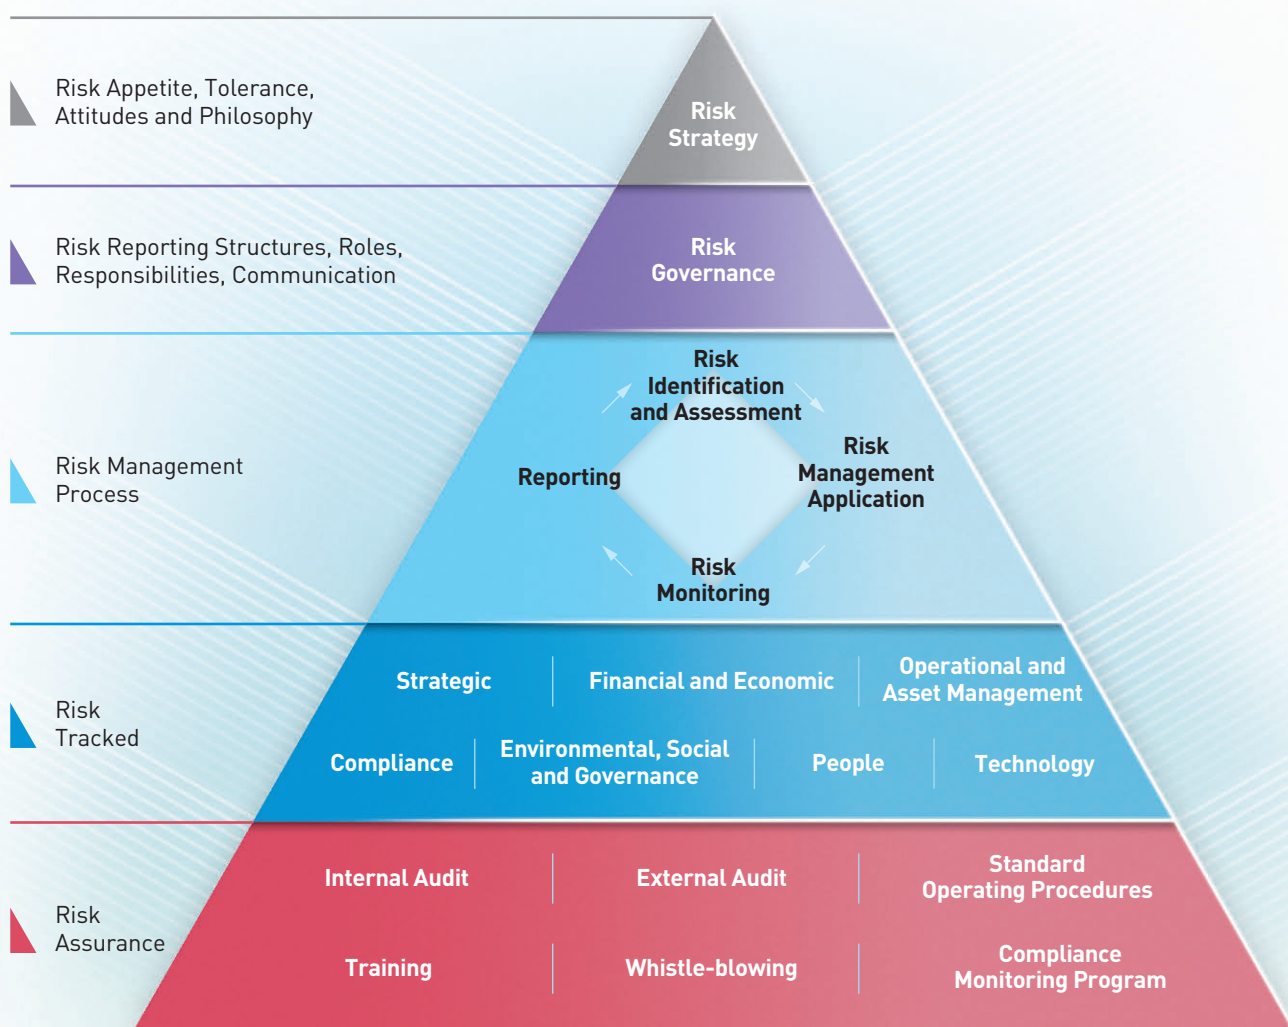 Risk Appetite, Tolerance,
Attitudes and Philosophy
Risk
Strategy
Risk Reporting Structures, Roles,
Responsibilities, Communication
Risk
Governance
Risk Management
Process
Risk
Identification
and Assessment
Reporting
Risk
Management
Application
Risk
Monitoring
Risk
Tracked
Strategic
Financial and Economic
Operational and
Asset Management
Compliance
Environmental, Social
and Governance
People
Technology
Risk
Assurance
Internal Audit
External Audit
Standard
Operating Procedures
Training
Whistle-blowing
Compliance
Monitoring Program